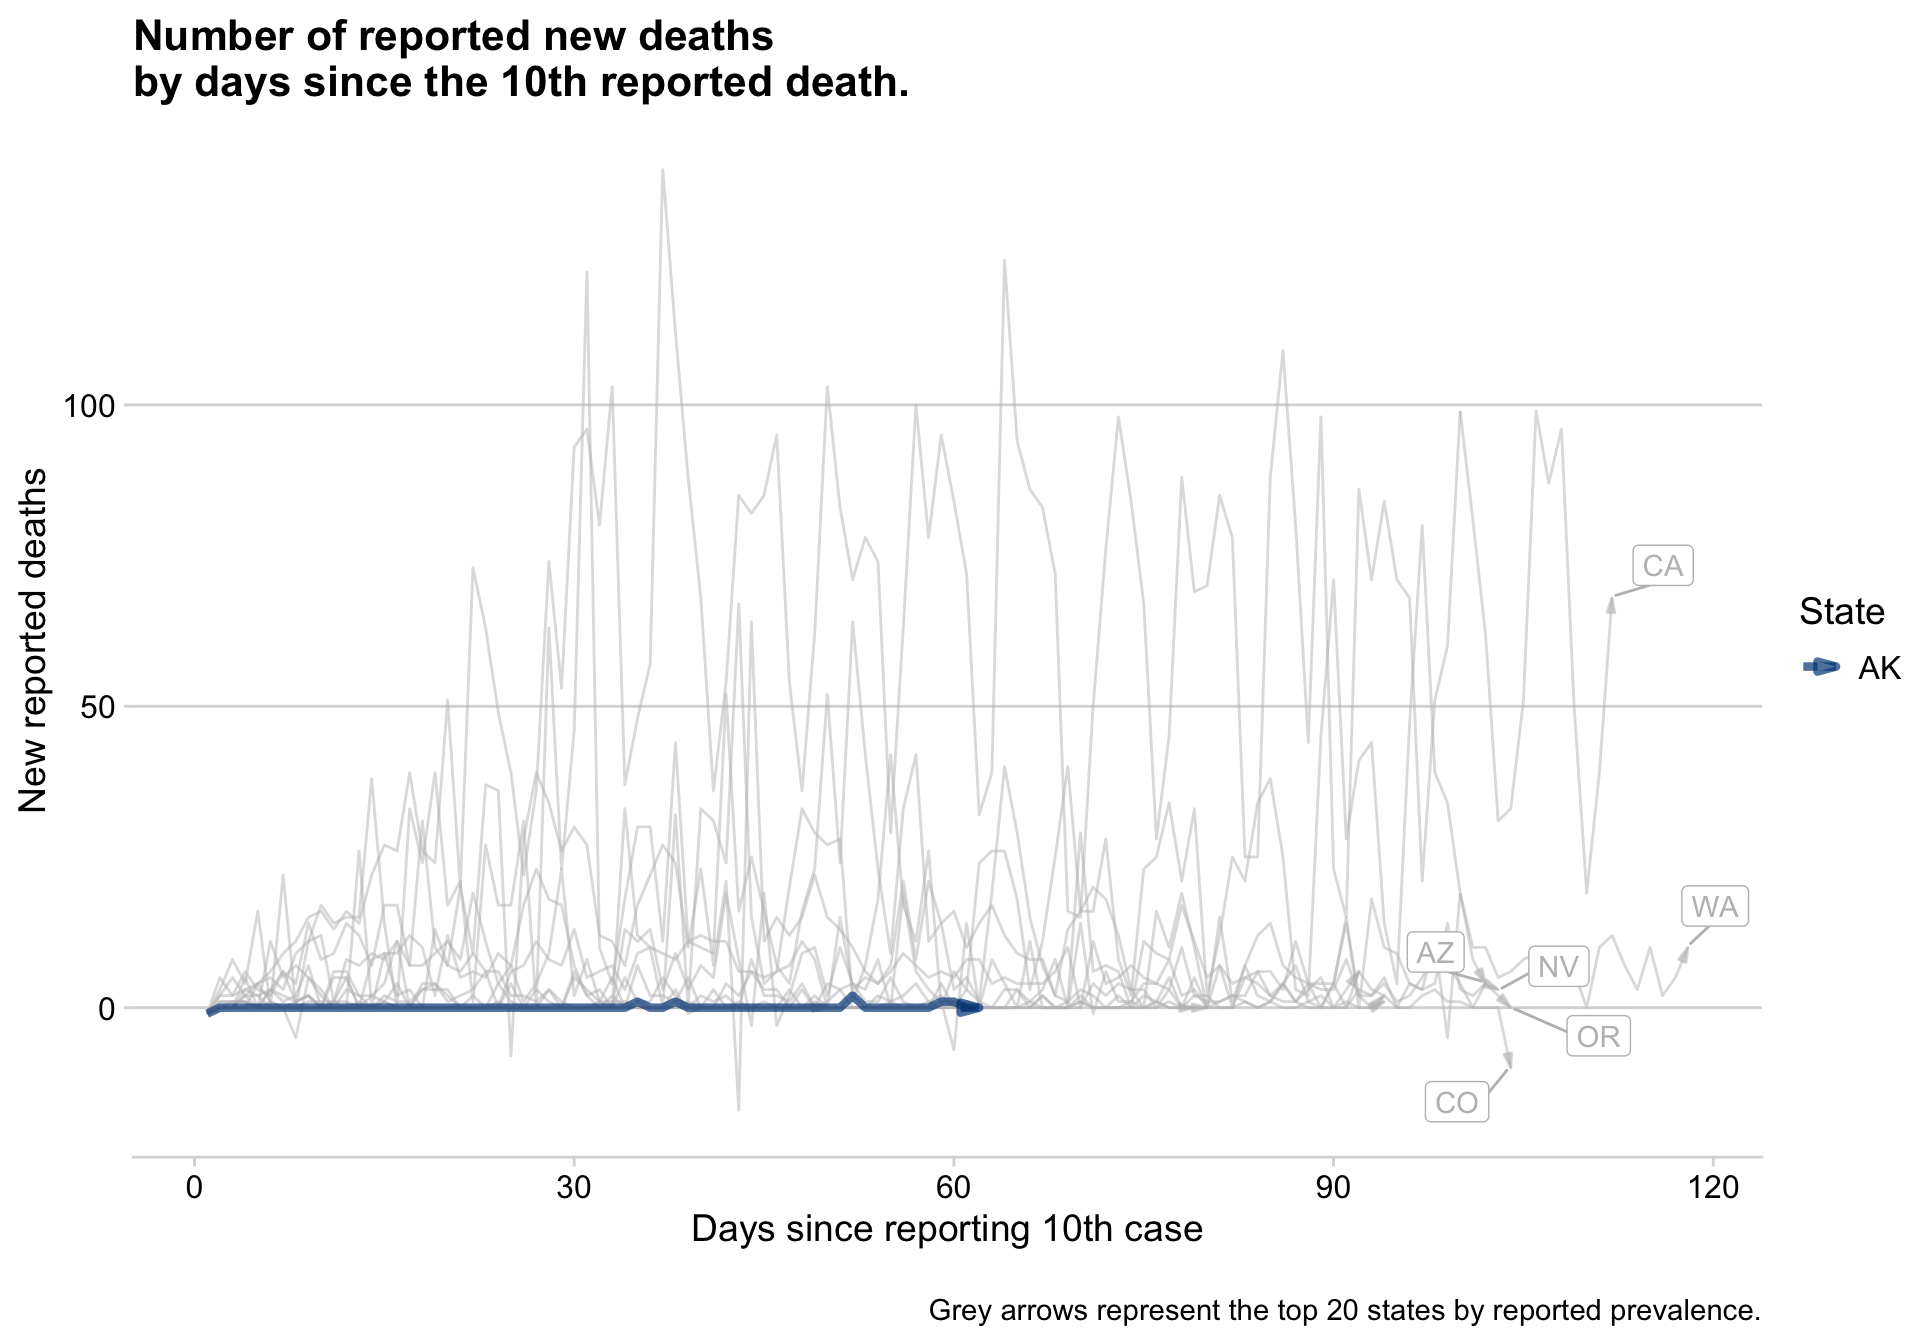 Number of reported new deaths
by days since the 10th reported death.
New reported deaths
100
50
0
CA
WA
AZ
NV
OR
CO
State
AK
0 30 60 90 120
Days since reporting 10th case
Grey arrows represent the top 20 states by reported prevalence.